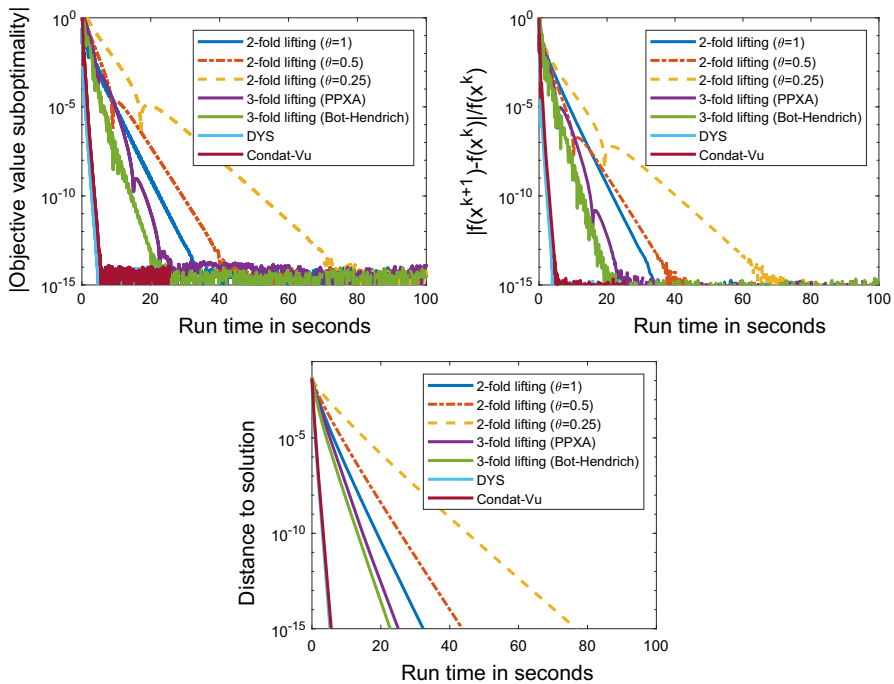 |Objective value suboptimality|
10^0
10^-5
10^-10
10^-15
0 20 40 60 80 100
Run time in seconds
2-fold lifting (θ=1)
2-fold lifting (θ=0.5)
2-fold lifting (θ=0.25)
3-fold lifting (PPXA)
3-fold lifting (Bot-Hendrich)
DYS
Condat-Vu
|f(x^{k+1})-f(x^k)|/f(x^k)
10^0
10^-5
10^-10
10^-15
0 20 40 60 80 100
Run time in seconds
2-fold lifting (θ=1)
2-fold lifting (θ=0.5)
2-fold lifting (θ=0.25)
3-fold lifting (PPXA)
3-fold lifting (Bot-Hendrich)
DYS
Condat-Vu
Distance to solution
10^-5
10^-10
10^-15
0 20 40 60 80 100
Run time in seconds
2-fold lifting (θ=1)
2-fold lifting (θ=0.5)
2-fold lifting (θ=0.25)
3-fold lifting (PPXA)
3-fold lifting (Bot-Hendrich)
DYS
Condat-Vu